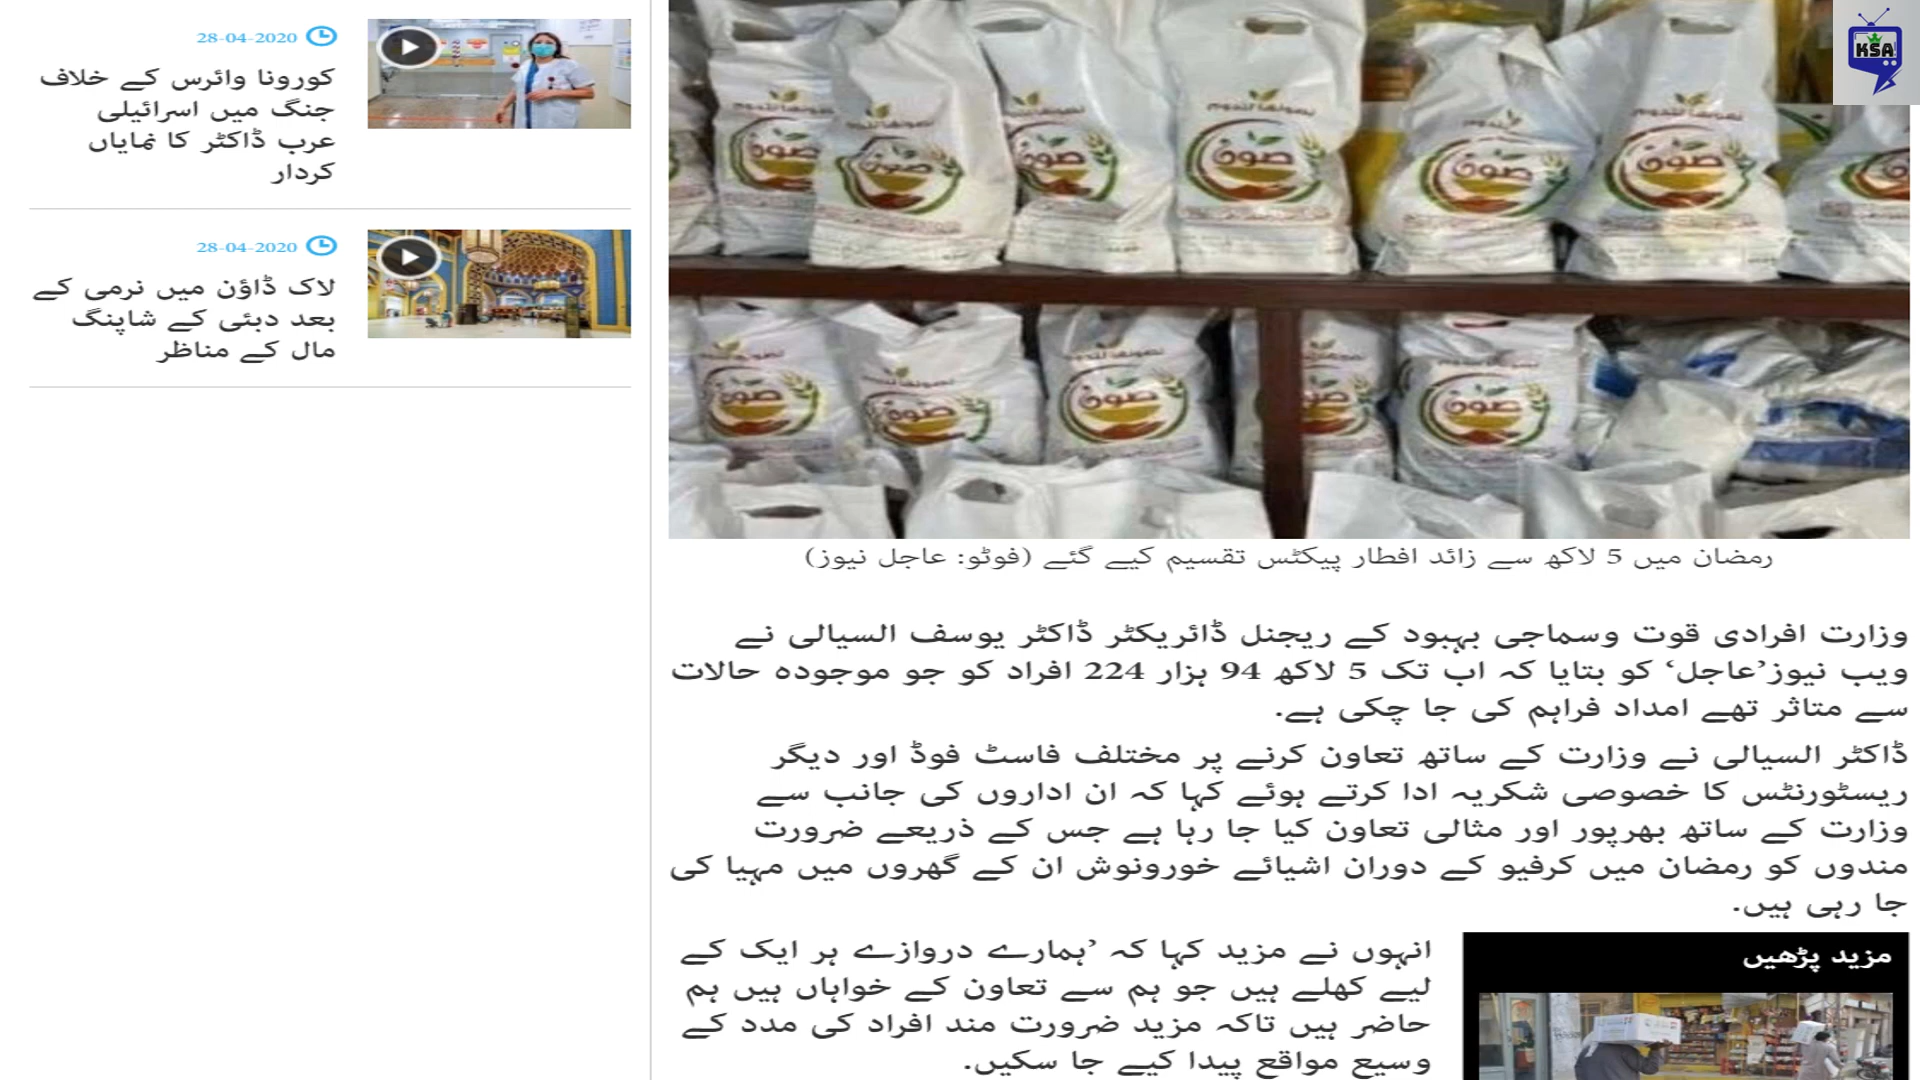 KSA
صون
رمضان میں 5 لاکھ سے زائد افطار پیکٹس تقسیم کیے گئے (فوٹو: عاجل نیوز)
وزارت افرادی قوت وسماجی بہبود کے ریجنل ڈائریکٹر ڈاکٹر یوسف السیالی نے
ویب نیوز’عاجل‘ کو بتایا کہ اب تک 5 لاکھ 94 ہزار 224 افراد کو جو موجودہ حالات
سے متاثر تھے امداد فراہم کی جا چکی ہے۔
ڈاکٹر السیالی نے وزارت کے ساتھ تعاون کرنے پر مختلف فاسٹ فوڈ اور دیگر
ریسٹورنٹس کا خصوصی شکریہ ادا کرتے ہوئے کہا کہ ان اداروں کی جانب سے
وزارت کے ساتھ بھرپور اور مثالی تعاون کیا جا رہا ہے جس کے ذریعے ضرورت
مندوں کو رمضان میں کرفیو کے دوران اشیائے خورونوش ان کے گھروں میں مہیا کی
جا رہی ہیں۔
مزید پڑھیں
انہوں نے مزید کہا کہ ’ہمارے دروازے ہر ایک کے
لیے کھلے ہیں جو ہم سے تعاون کے خواہاں ہیں ہم
حاضر ہیں تاکہ مزید ضرورت مند افراد کی مدد کے
وسیع مواقع پیدا کیے جا سکیں۔
28-04-2020
کورونا وائرس کے خلاف
جنگ میں اسرائیلی
عرب ڈاکٹر کا نمایاں
کردار
28-04-2020
لاک ڈاؤن میں نرمی کے
بعد دبئی کے شاپنگ
مال کے مناظر